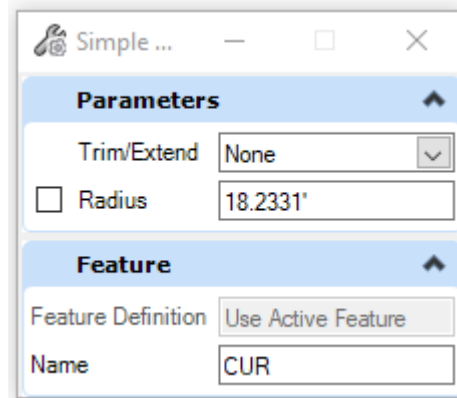 Simple ...
Parameters
Trim/Extend None
Radius 18.2331'
Feature
Feature Definition Use Active Feature
Name CUR